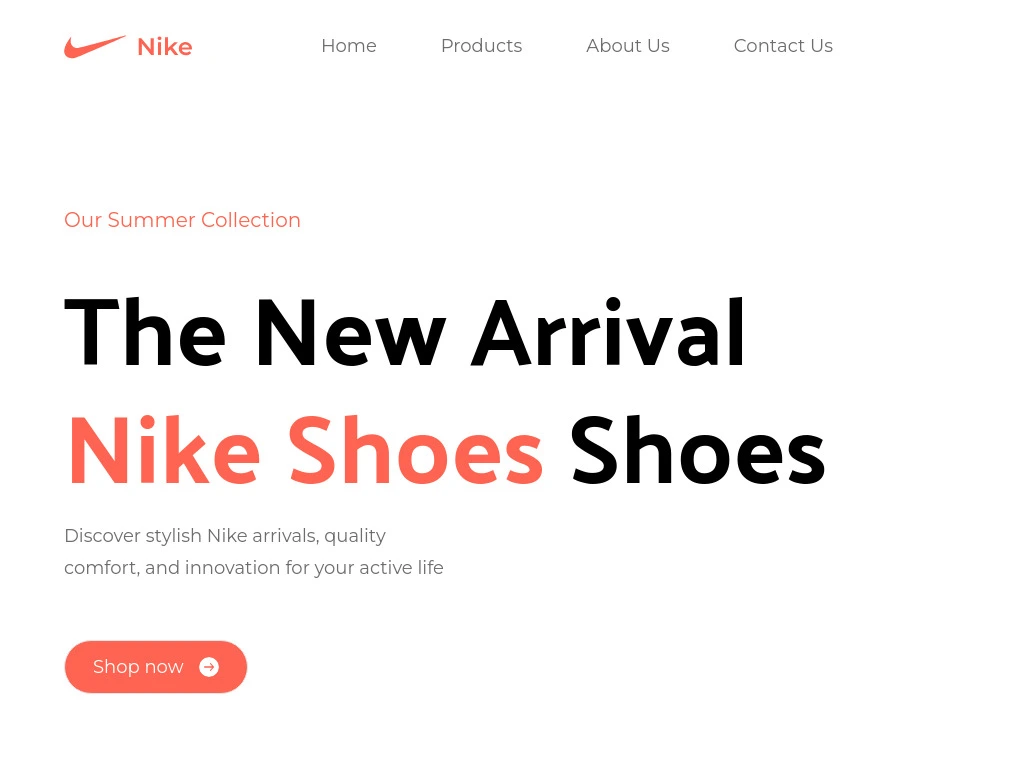 Nike
Home Products About Us Contact Us
Our Summer Collection
The New Arrival
Nike Shoes Shoes
Discover stylish Nike arrivals, quality
comfort, and innovation for your active life
Shop now